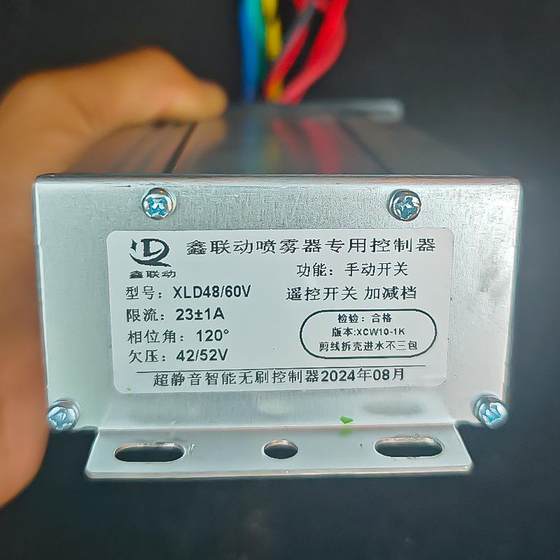 鑫联动喷雾器专用控制器
鑫联动
功能：手动开关
型号：XLD48/60V
遥控开关 加减档
限流：23±1A
检验：合格
版本:XCW10-1K
剪线拆壳进水不三包
相位角：120°
欠压：42/52V
超静音智能无刷控制器2024年08月